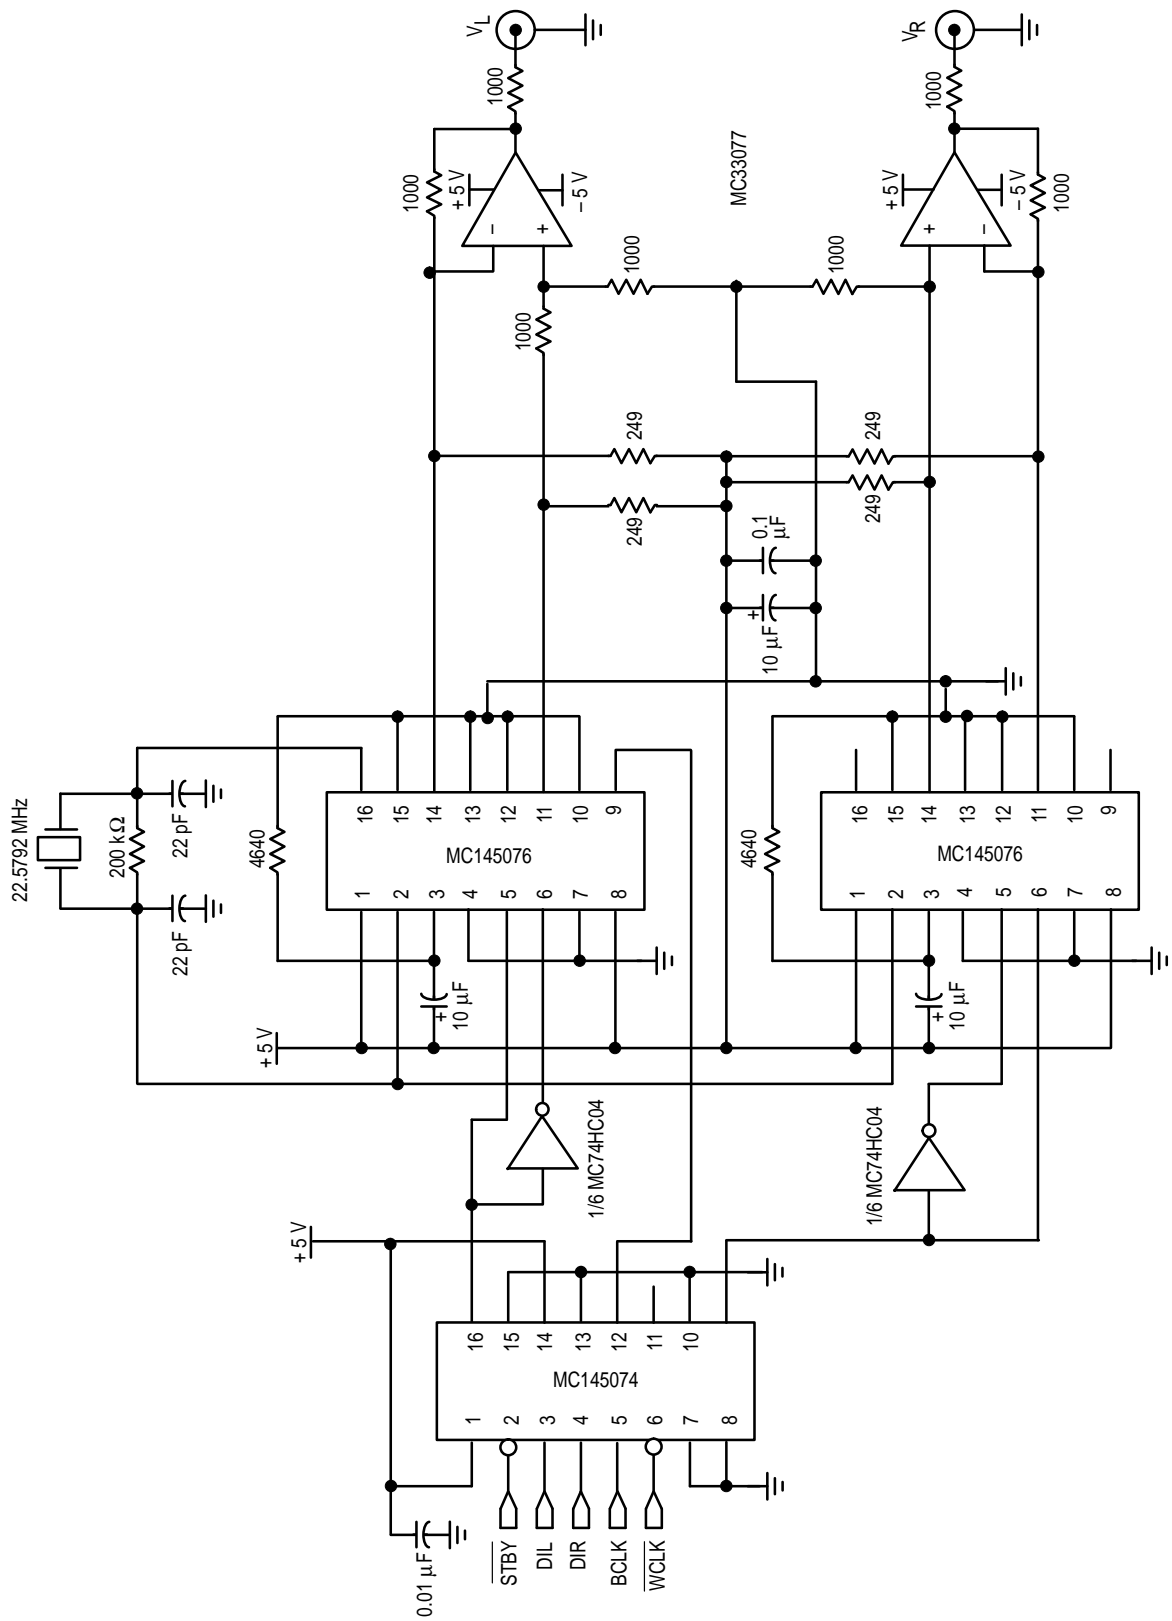 V L
V R
1000
1000
1000
+ 5 V
– 5 V
–
+
MC33077
+ 5 V
– 5 V
+
–
1000
1000
1000
1000
249
249
249
249
0.1
µF
+
10 µF
22.5792 MHz
200 kΩ
22 pF
22 pF
4640
16 15 14 13 12 11 10 9
MC145076
1 2 3 4 5 6 7 8
+
10 µF
+ 5 V
4640
16 15 14 13 12 11 10 9
MC145076
1 2 3 4 5 6 7 8
+
10 µF
1/6 MC74HC04
1/6 MC74HC04
+ 5 V
16 15 14 13 12 11 10
MC145074
1 2 3 4 5 6 7 8
0.01 µF
STBY
DIL
DIR
BCLK
WCLK